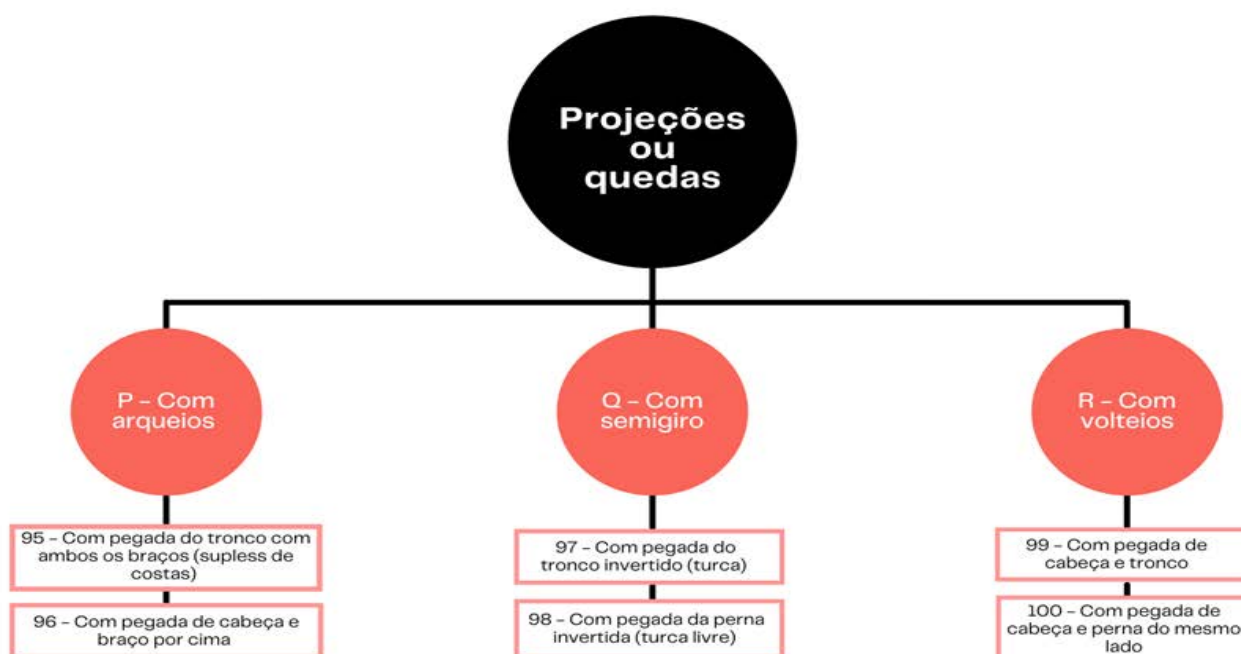 Projeções
ou
quedas
P - Com
arqueios
Q - Com
semigiro
R - Com
volteios
95 - Com pegada do tronco com
ambos os braços (supless de
costas)
96 - Com pegada de cabeça e
braço por cima
97 - Com pegada do
tronco invertido (turca)
98 - Com pegada da perna
invertida (turca livre)
99 - Com pegada de
cabeça e tronco
100 - Com pegada de
cabeça e perna do mesmo
lado